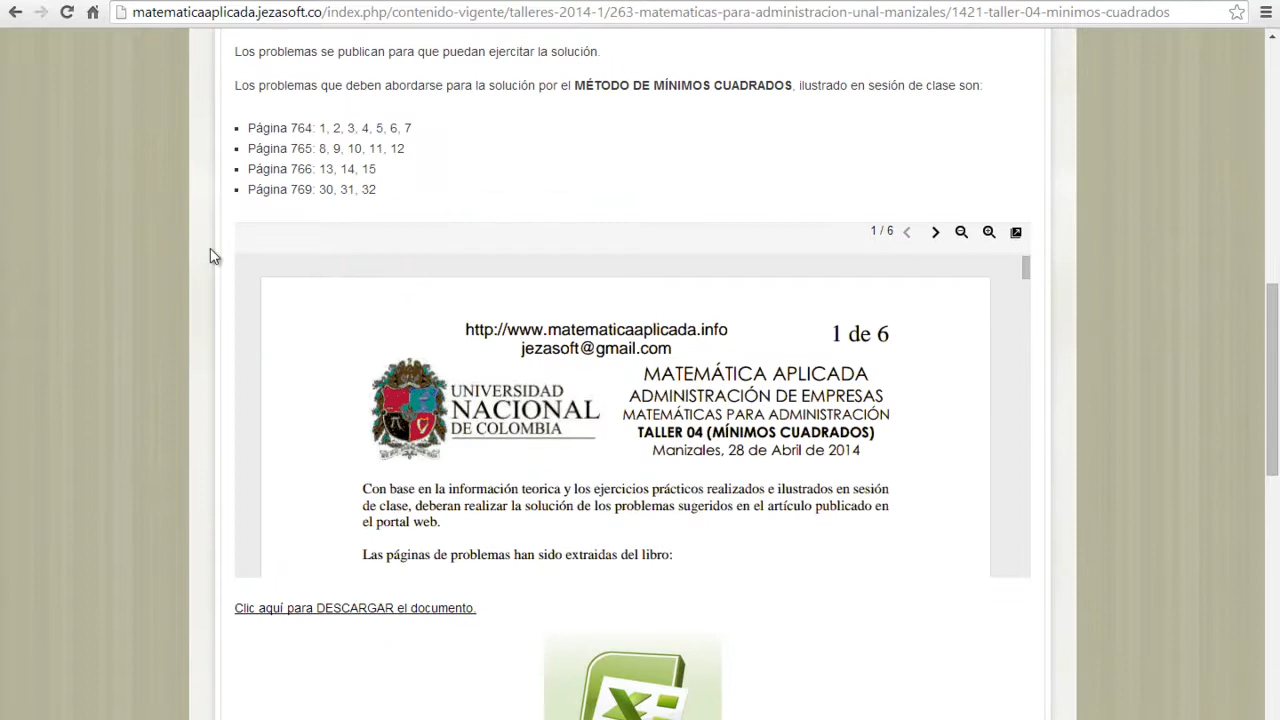 matematicaaplicada.jezasoft.co/index.php/contenido-vigente/talleres-2014-1/263-matematicas-para-administracion-unal-manizales/1421-taller-04-minimos-cuadrados
Los problemas se publican para que puedan ejercitar la solución.
Los problemas que deben abordarse para la solución por el MÉTODO DE MÍNIMOS CUADRADOS, ilustrado en sesión de clase son:
Página 764: 1, 2, 3, 4, 5, 6, 7
Página 765: 8, 9, 10, 11, 12
Página 766: 13, 14, 15
Página 769: 30, 31, 32
1 / 6
http://www.matematicaaplicada.info
1 de 6
jezasoft@gmail.com
UNIVERSIDAD
NACIONAL
DE COLOMBIA
MATEMÁTICA APLICADA
ADMINISTRACIÓN DE EMPRESAS
MATEMÁTICAS PARA ADMINISTRACIÓN
TALLER 04 (MÍNIMOS CUADRADOS)
Manizales, 28 de Abril de 2014
Con base en la información teorica y los ejercicios prácticos realizados e ilustrados en sesión
de clase, deberan realizar la solución de los problemas sugeridos en el artículo publicado en
el portal web.
Las páginas de problemas han sido extraidas del libro:
Clic aquí para DESCARGAR el documento.